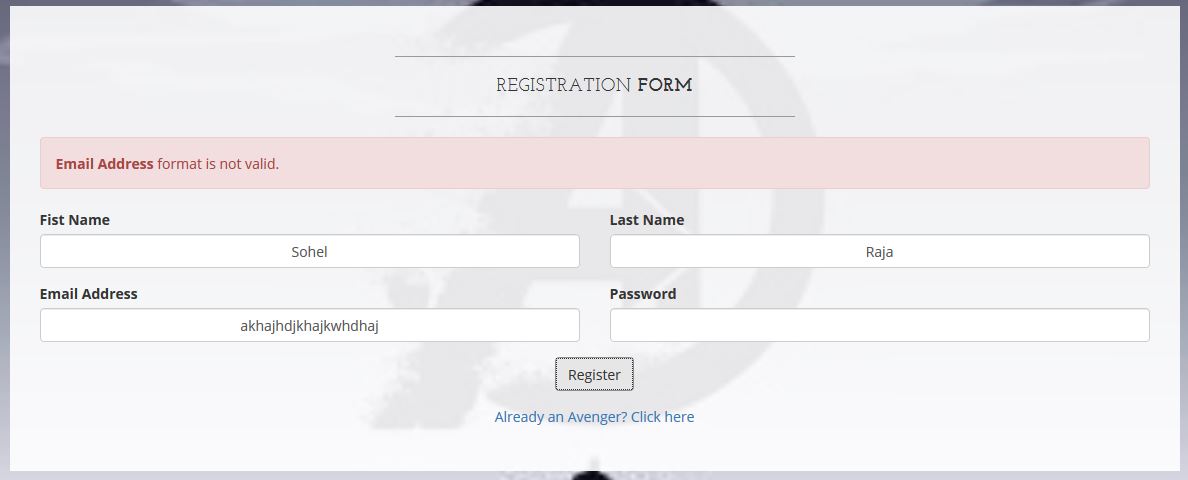 REGISTRATION FORM
Email Address format is not valid.
Fist Name
Last Name
Sohel
Raja
Email Address
Password
akhajhdjkhajkwhdhaj
Register
Already an Avenger? Click here